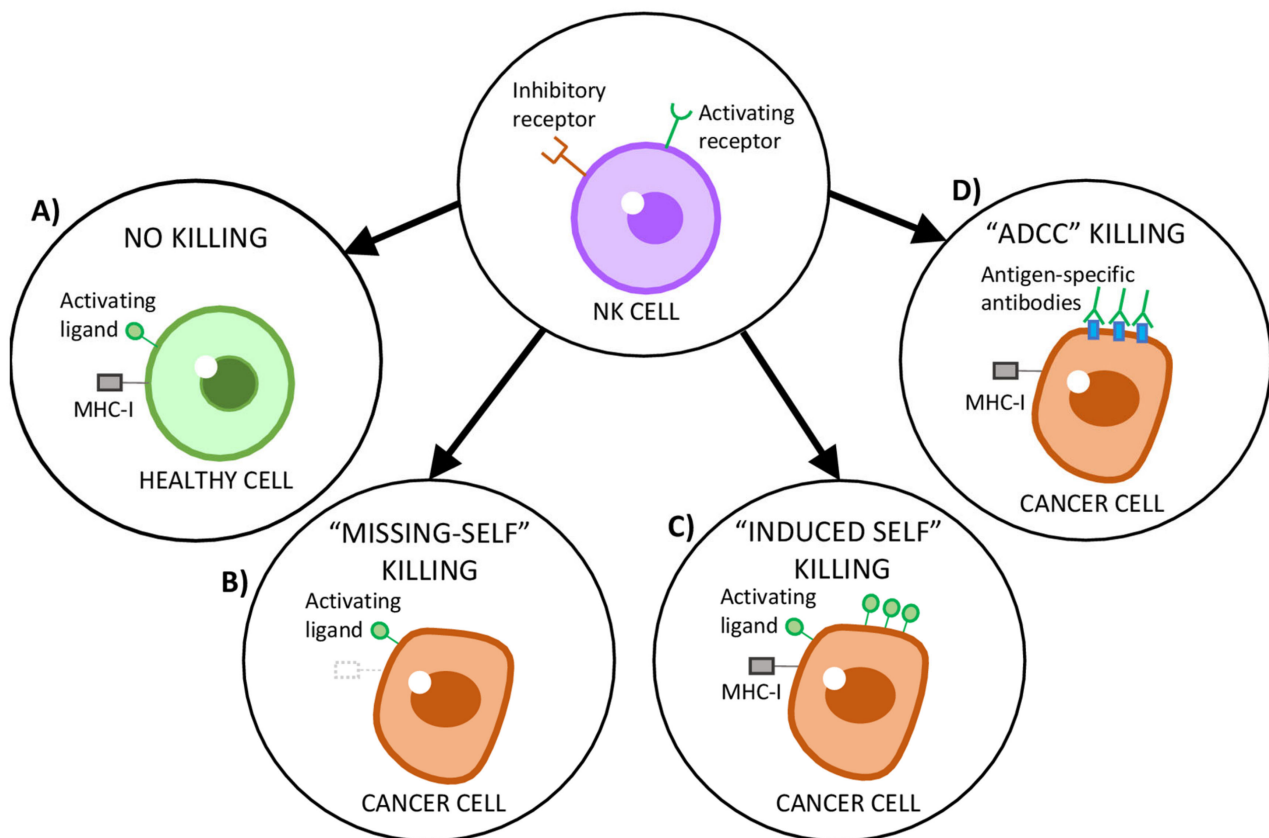 Inhibitory
receptor
Activating
receptor
NK CELL
A)
NO KILLING
Activating
ligand
MHC-I
HEALTHY CELL
B)
“MISSING-SELF”
KILLING
Activating
ligand
CANCER CELL
C)
“INDUCED SELF”
KILLING
Activating
ligand
MHC-I
CANCER CELL
D)
“ADCC” KILLING
Antigen-specific
antibodies
MHC-I
CANCER CELL